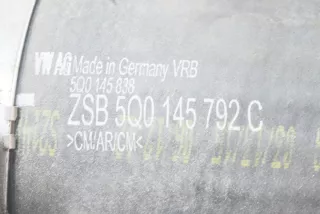 VW AG Made in Germany VRB
5Q0 145 838
ZSB 5Q0 145 792 C
>CM/AR/CM<